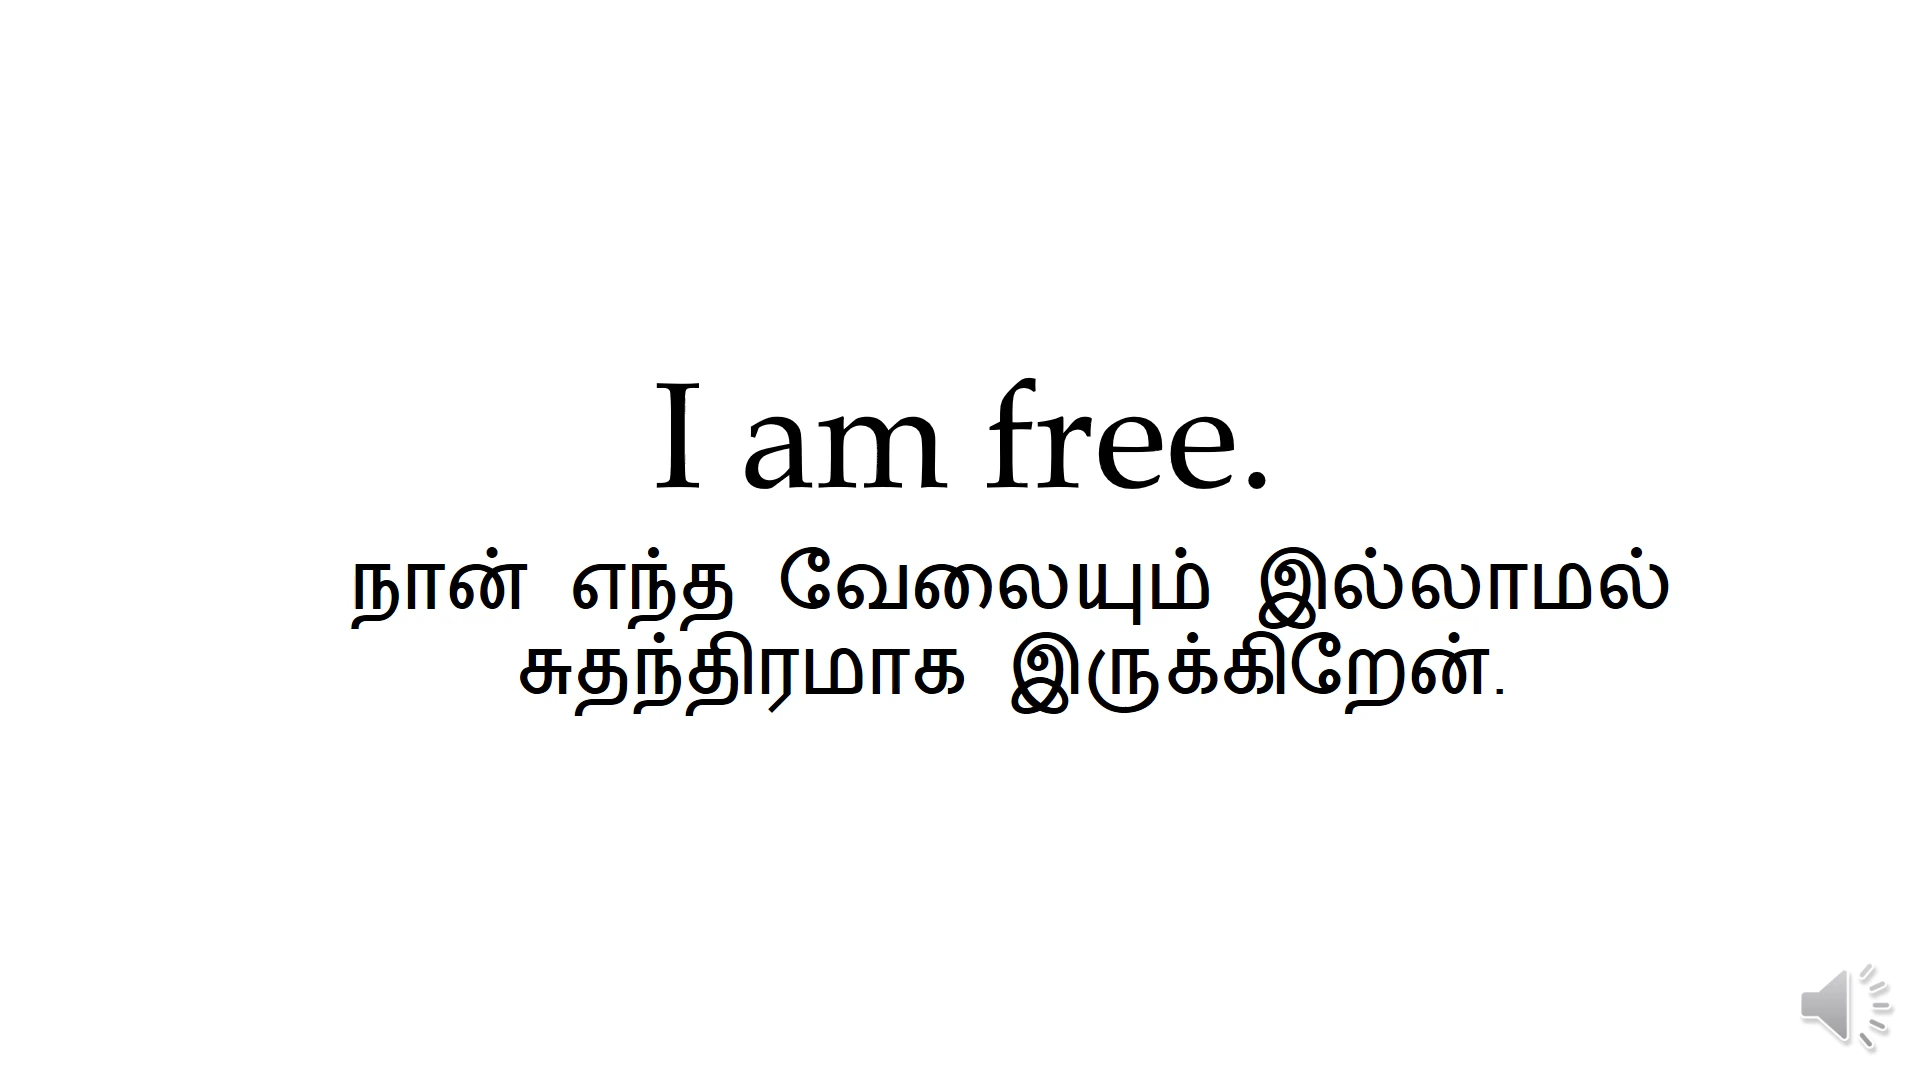 I am free.
நான் எந்த வேலையும் இல்லாமல்
சுதந்திரமாக இருக்கிறேன்.